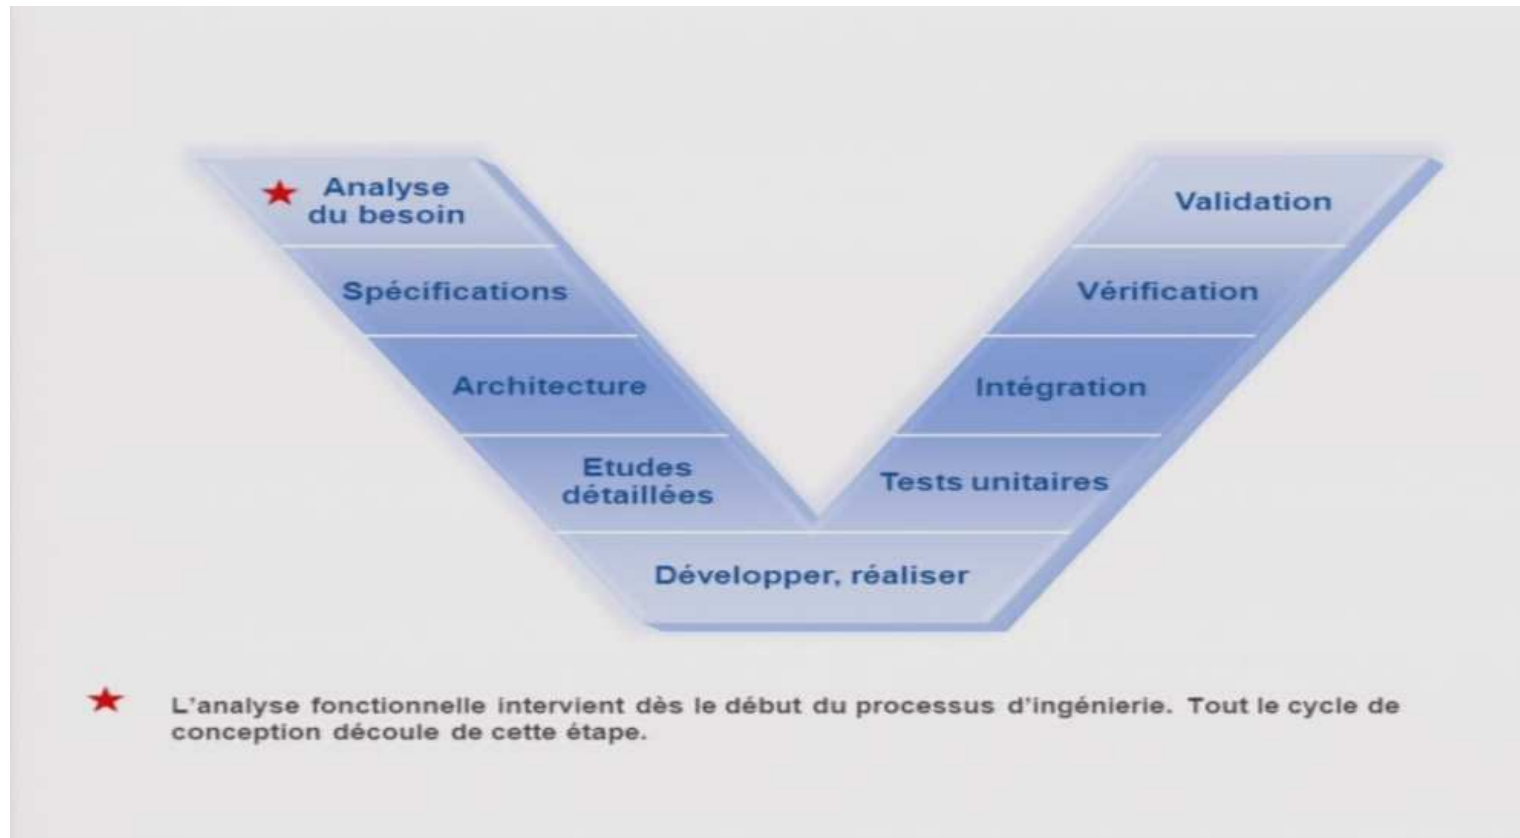 Analyse
du besoin
Spécifications
Architecture
Etudes
détaillées
Développer, réaliser
Tests unitaires
Intégration
Vérification
Validation
L'analyse fonctionnelle intervient dès le début du processus d'ingénierie. Tout le cycle de
conception découle de cette étape.